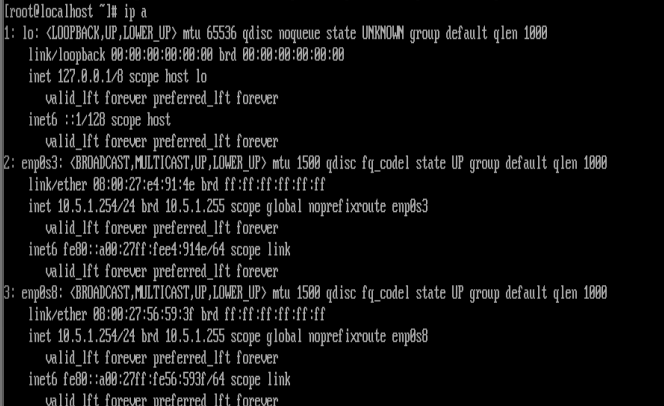 [root@localhost ~]# ip a
1: lo: <LOOPBACK,UP,LOWER_UP> mtu 65536 qdisc noqueue state UNKNOWN group default qlen 1000
    link/loopback 00:00:00:00:00:00 brd 00:00:00:00:00:00
    inet 127.0.0.1/8 scope host lo
       valid_lft forever preferred_lft forever
    inet6 ::1/128 scope host
       valid_lft forever preferred_lft forever
2: enp0s3: <BROADCAST,MULTICAST,UP,LOWER_UP> mtu 1500 qdisc fq_codel state UP group default qlen 1000
    link/ether 08:00:27:e4:91:4e brd ff:ff:ff:ff:ff:ff
    inet 10.5.1.254/24 brd 10.5.1.255 scope global noprefixroute enp0s3
       valid_lft forever preferred_lft forever
    inet6 fe80::a00:27ff:fee4:914e/64 scope link
       valid_lft forever preferred_lft forever
3: enp0s8: <BROADCAST,MULTICAST,UP,LOWER_UP> mtu 1500 qdisc fq_codel state UP group default qlen 1000
    link/ether 08:00:27:56:59:3f brd ff:ff:ff:ff:ff:ff
    inet 10.5.1.254/24 brd 10.5.1.255 scope global noprefixroute enp0s8
       valid_lft forever preferred_lft forever
    inet6 fe80::a00:27ff:fe56:593f/64 scope link
       valid_lft forever preferred_lft forever